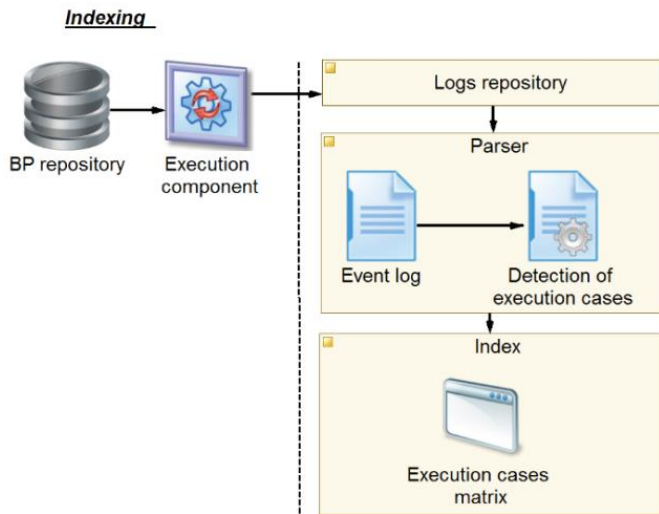 Indexing
Logs repository
BP repository
Execution
component
Parser
Event log
Detection of
execution cases
Index
Execution cases
matrix